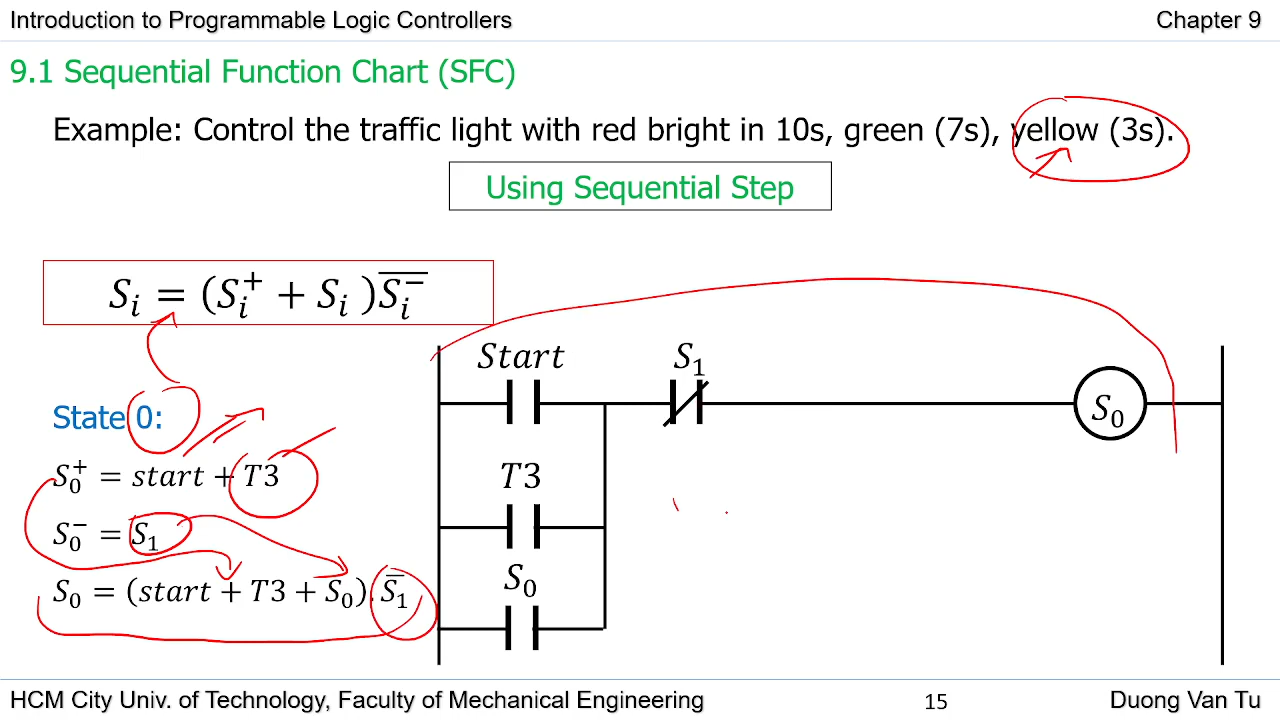 Introduction to Programmable Logic Controllers
Chapter 9
9.1 Sequential Function Chart (SFC)
Example: Control the traffic light with red bright in 10s, green (7s), yellow (3s).
Using Sequential Step
Sᵢ = (Sᵢ⁺ + Sᵢ )S̅ᵢ⁻
State 0:
S₀⁺ = start + T3
S₀⁻ = S₁
S₀ = (start + T3 + S₀). S̅₁
Start
S₁
S₀
T3
S₀
HCM City Univ. of Technology, Faculty of Mechanical Engineering
15
Duong Van Tu